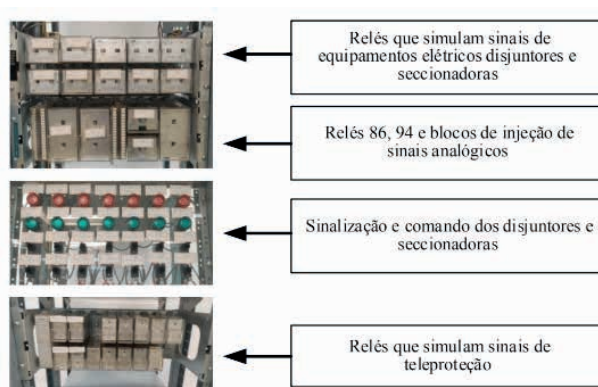 Relés que simulam sinais de
equipamentos elétricos disjuntores e
seccionadoras
Relés 86, 94 e blocos de injeção de
sinais analógicos
Sinalização e comando dos disjuntores e
seccionadoras
Relés que simulam sinais de
teleproteção